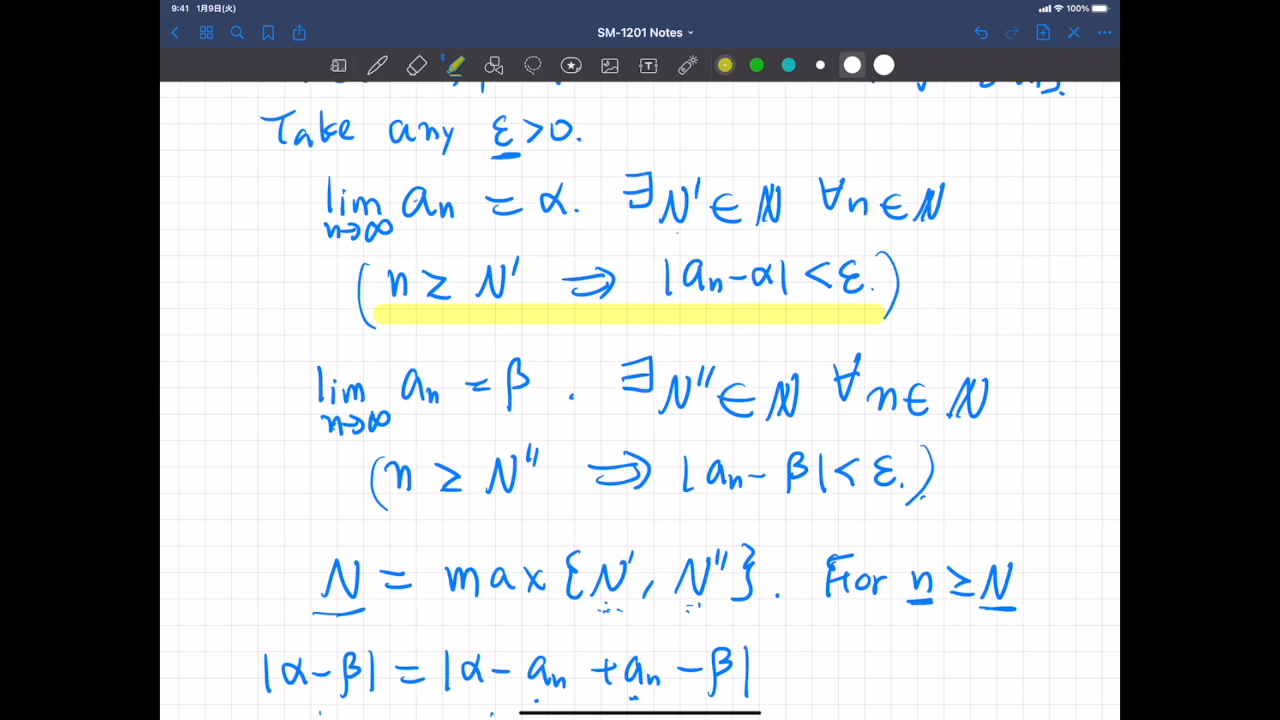 9:41 1月9日(火) 100%
SM-1201 Notes
Take any ε>0.
lim n→∞ aₙ = α. ∃N′∈ℕ ∀n∈ℕ
(n ≥ N′ ⇒ |aₙ-α| < ε.)
lim n→∞ aₙ = β. ∃N″∈ℕ ∀n∈ℕ
(n ≥ N″ ⇒ |aₙ-β| < ε.)
N = max{N′, N″}. For n ≥ N
|α-β| = |α-aₙ+aₙ-β|